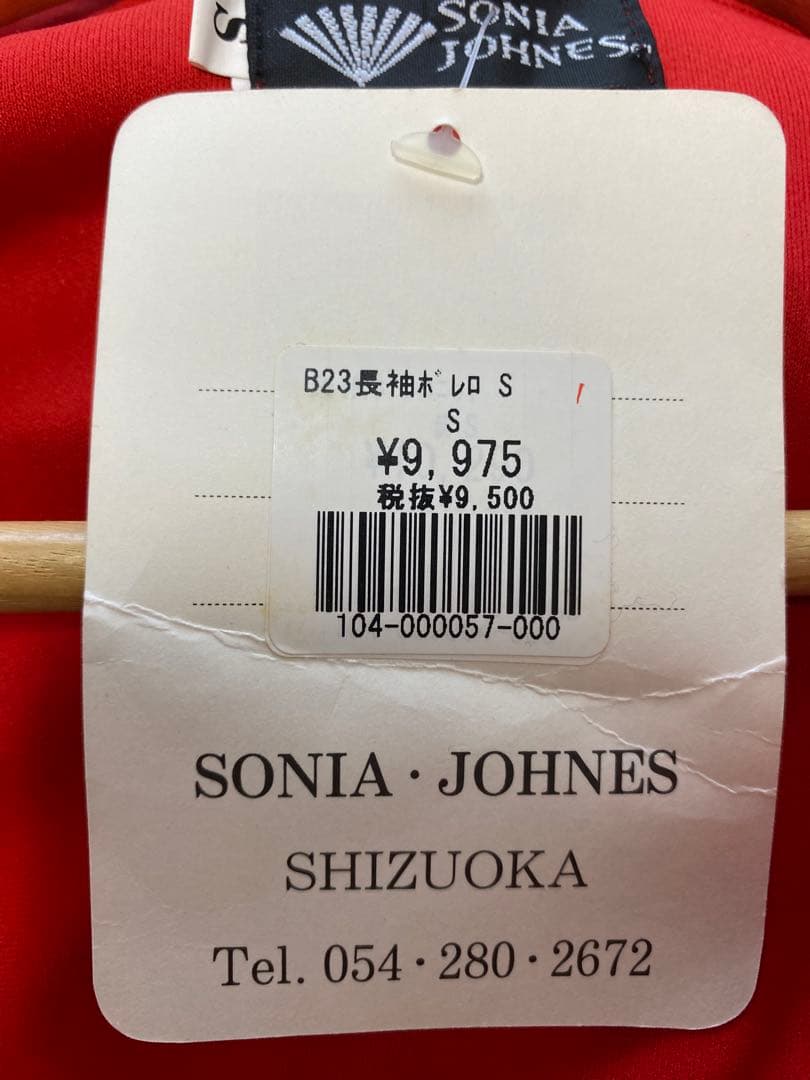 S
SONIA
JOHNES
B23長袖ﾎﾞﾚﾛ S
S
¥9,975
税抜¥9,500
104-000057-000
SONIA・JOHNES
SHIZUOKA
Tel. 054・280・2672